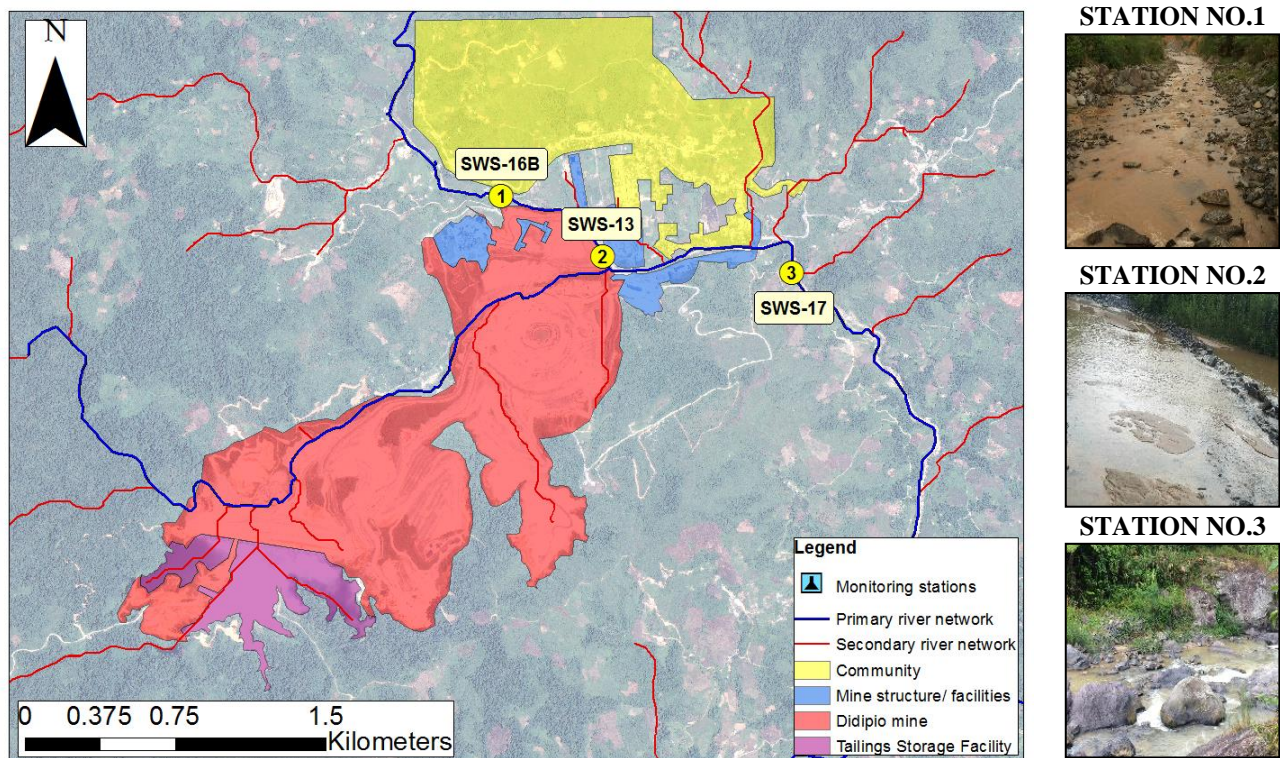 N
SWS-16B
1
SWS-13
2
3
SWS-17
Legend
Monitoring stations
Primary river network
Secondary river network
Community
Mine structure/ facilities
Didipio mine
Tailings Storage Facility
0 0.375 0.75 1.5
Kilometers
STATION NO.1
STATION NO.2
STATION NO.3